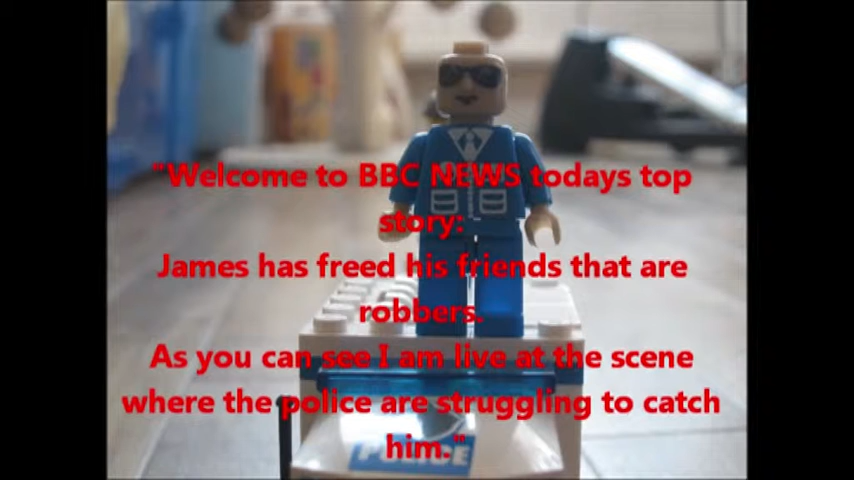 "Welcome to BBC NEWS todays top
story:
James has freed his friends that are
robbers.
As you can see I am live at the scene
where the police are struggling to catch
him."
POLICE